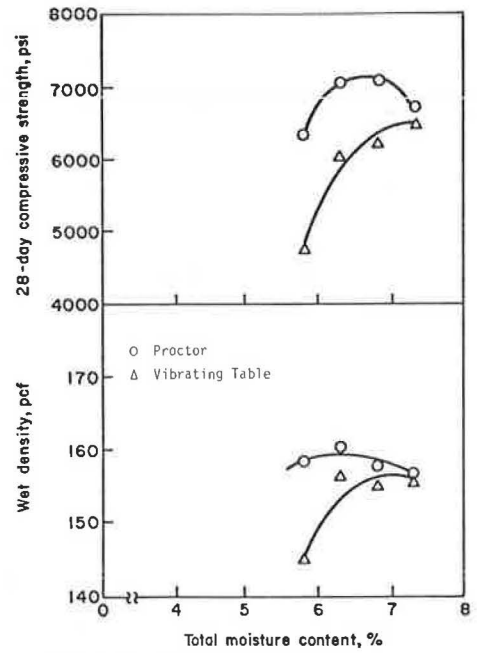 28-day compressive strength, psi
8000
7000
6000
5000
4000
Wet density, pcf
○ Proctor
△ Vibrating Table
170
160
150
140
0 4 5 6 7 8
Total moisture content, %